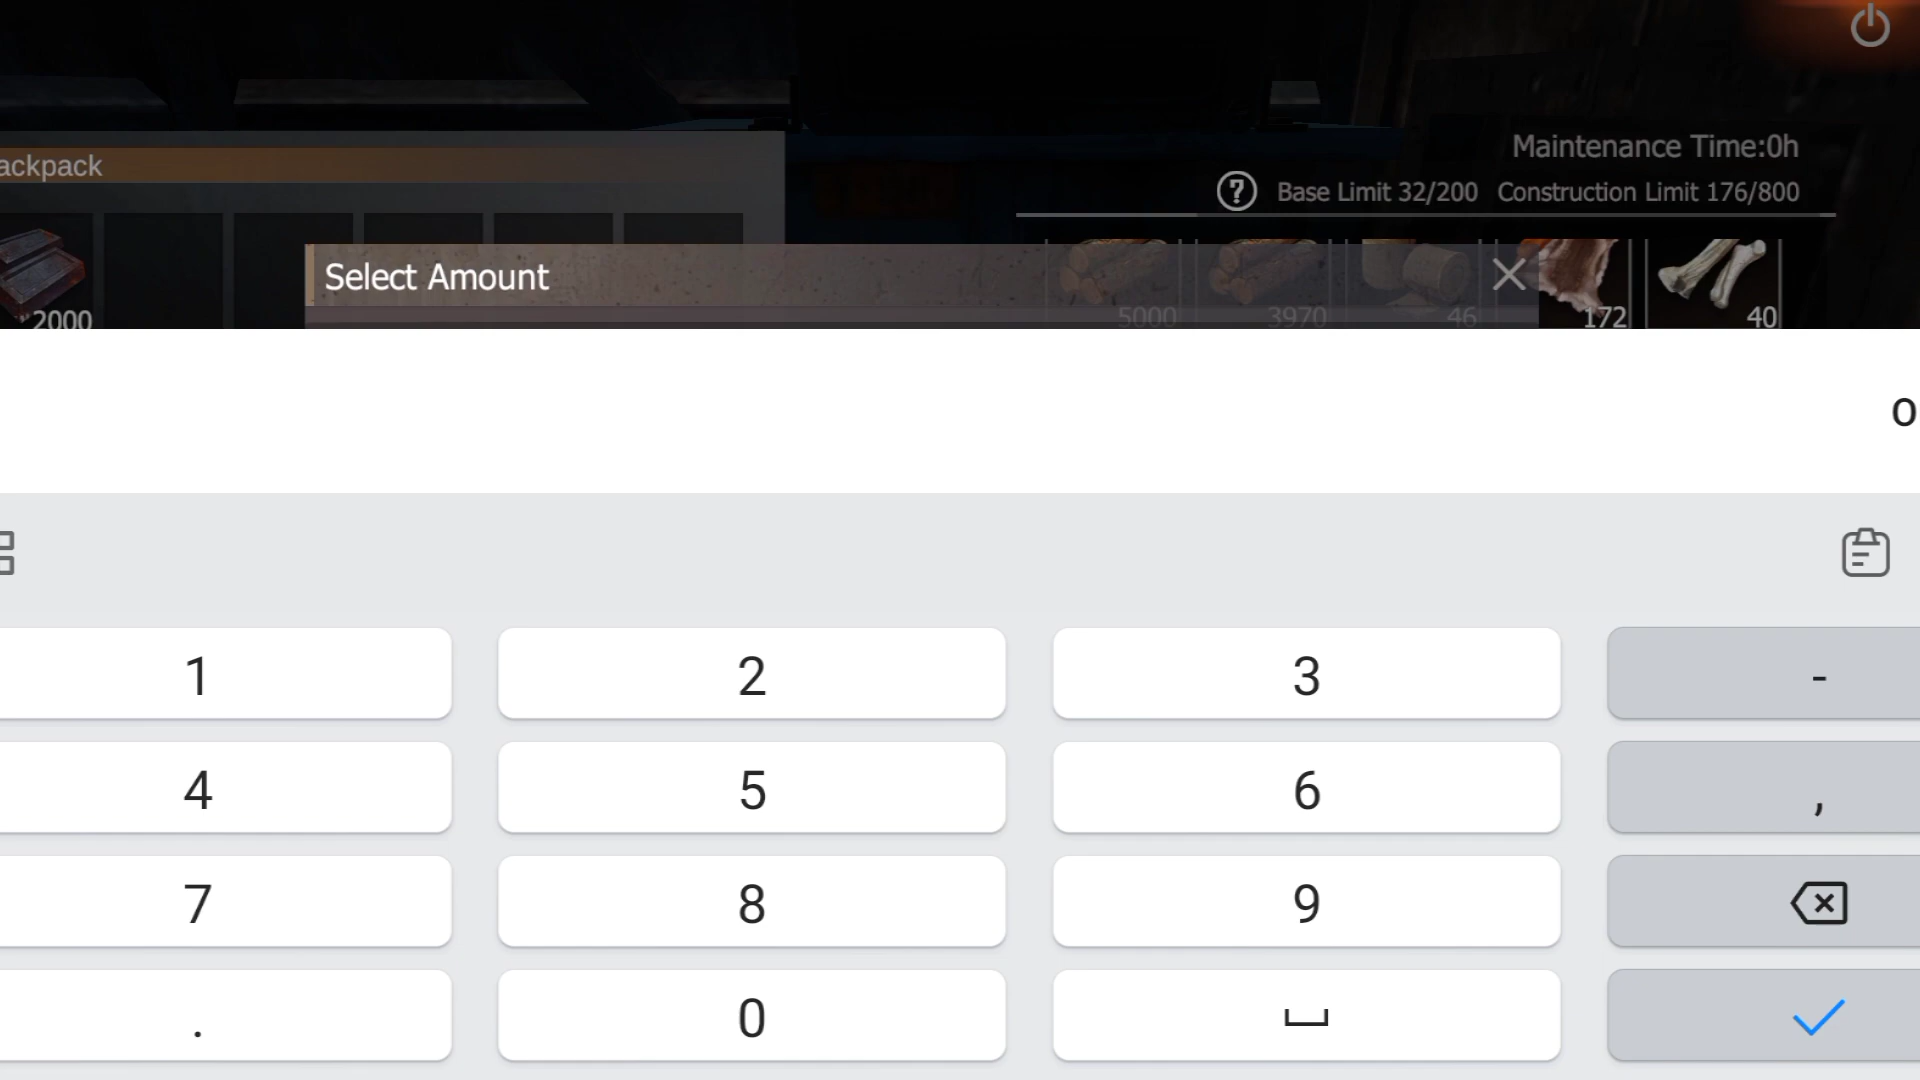 Maintenance Time:0h
ackpack
? Base Limit 32/200 Construction Limit 176/800
Select Amount
2000 5000 3970 46 172 40
1 2 3 -
4 5 6 ,
7 8 9
. 0